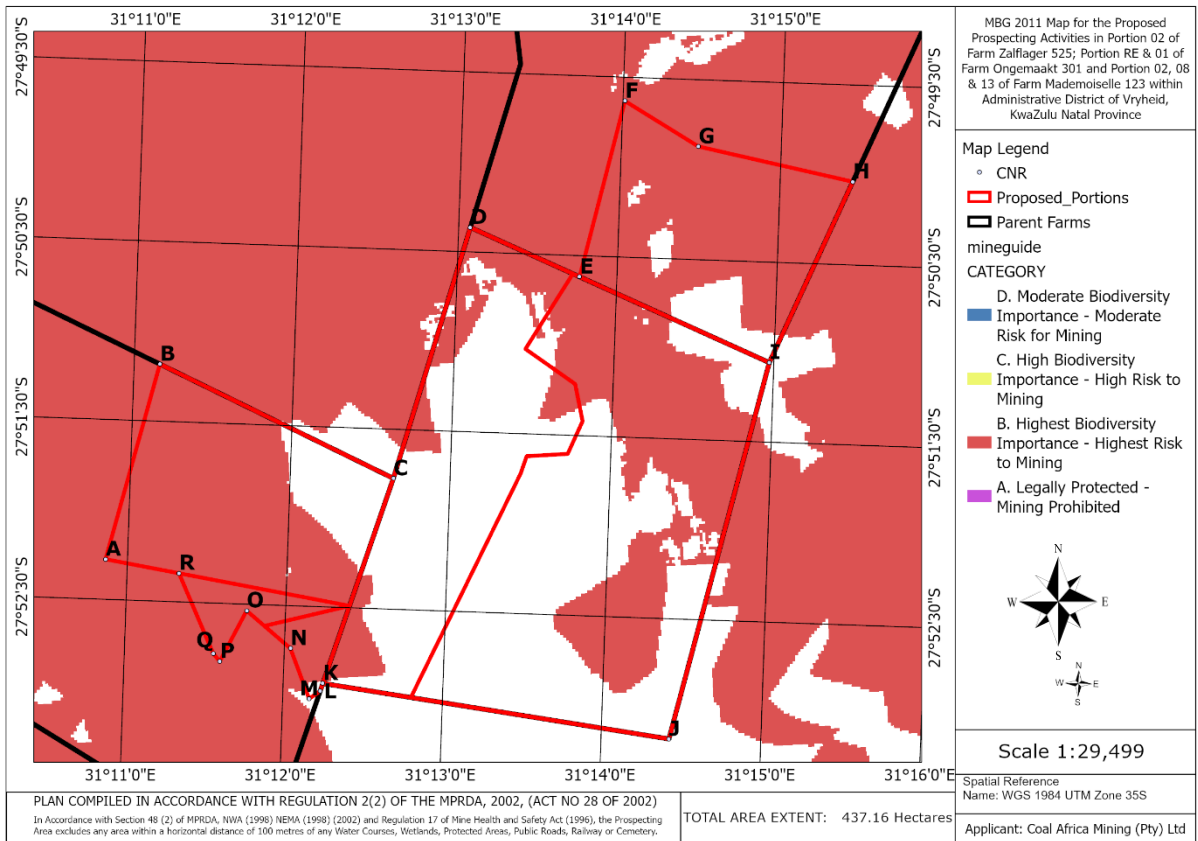 31°11'0"E 31°12'0"E 31°13'0"E 31°14'0"E 31°15'0"E
27°49'30"S
27°50'30"S
27°51'30"S
27°52'30"S
27°49'30"S
27°50'30"S
27°51'30"S
27°52'30"S
F
G
H
D
E
B
I
C
A
R
O
N
Q
P
K
M
L
J
31°11'0"E 31°12'0"E 31°13'0"E 31°14'0"E 31°15'0"E 31°16'0"E
MBG 2011 Map for the Proposed
Prospecting Activities in Portion 02 of
Farm Zalflager 525; Portion RE & 01 of
Farm Ongemaakt 301 and Portion 02, 08
& 13 of Farm Mademoiselle 123 within
Administrative District of Vryheid,
KwaZulu Natal Province
Map Legend
CNR
Proposed_Portions
Parent Farms
mineguide
CATEGORY
D. Moderate Biodiversity
Importance - Moderate
Risk for Mining
C. High Biodiversity
Importance - High Risk to
Mining
B. Highest Biodiversity
Importance - Highest Risk
to Mining
A. Legally Protected -
Mining Prohibited
N
W E
S
N
W E
S
Scale 1:29,499
Spatial Reference
Name: WGS 1984 UTM Zone 35S
Applicant: Coal Africa Mining (Pty) Ltd
PLAN COMPILED IN ACCORDANCE WITH REGULATION 2(2) OF THE MPRDA, 2002, (ACT NO 28 OF 2002)
In Accordance with Section 48 (2) of MPRDA, NWA (1998) NEMA (1998) (2002) and Regulation 17 of Mine Health and Safety Act (1996), the Prospecting
Area excludes any area within a horizontal distance of 100 metres of any Water Courses, Wetlands, Protected Areas, Public Roads, Railway or Cemetery.
TOTAL AREA EXTENT: 437.16 Hectares